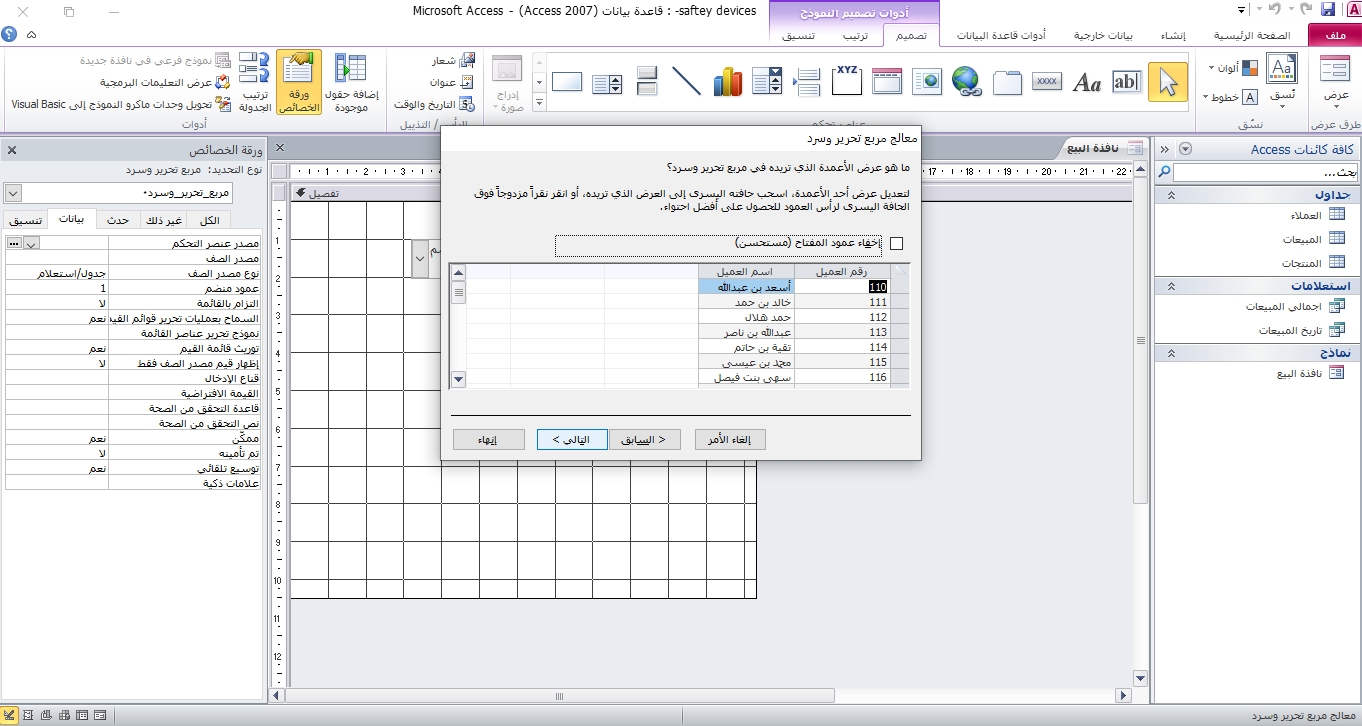 saftey devices- : قاعدة بيانات (Access 2007) - Microsoft Access
أدوات تصميم النموذج
ملف
الصفحة الرئيسية
إنشاء
بيانات خارجية
أدوات قاعدة البيانات
تصميم
ترتيب
تنسيق
عرض
طرق عرض
نُسق
ألوان
خطوط
نسّق
XYZ
xxxx
Aa
ab
عناصر تحكم
إدراج صورة
شعار
عنوان
التاريخ والوقت
الرأس / التذييل
إضافة حقول موجودة
ورقة الخصائص
ترتيب الجدولة
نموذج فرعي في نافذة جديدة
عرض التعليمات البرمجية
تحويل وحدات ماكرو النموذج إلى Visual Basic
أدوات
كافة كائنات Access
بحث...
جداول
العملاء
المبيعات
المنتجات
استعلامات
اجمالي المبيعات
تاريخ المبيعات
نماذج
نافذة البيع
نافذة البيع
تفصيل
معالج مربع تحرير وسرد
ما هو عرض الأعمدة الذي تريده في مربع تحرير وسرد؟
لتعديل عرض أحد الأعمدة، اسحب حافته اليسرى إلى العرض الذي تريده، أو انقر نقراً مزدوجاً فوق
الحافة اليسرى لرأس العمود للحصول على أفضل احتواء.
إخفاء عمود المفتاح (مستحسن)
رقم العميل اسم العميل
110 أسعد بن عبدالله
111 خالد بن حمد
112 حمد هلال
113 عبدالله بن ناصر
114 تقية بن حاتم
115 محمد بن عيسى
116 سهى بنت فيصل
إلغاء الأمر
< السابق
التالي >
إنهاء
ورقة الخصائص
نوع التحديد: مربع تحرير وسرد
مربع_تحرير_وسرد٠
الكل
غير ذلك
حدث
بيانات
تنسيق
مصدر عنصر التحكم
مصدر الصف
نوع مصدر الصف جدول/استعلام
عمود منضم 1
التزام بالقائمة لا
السماح بعمليات تحرير قوائم القيم نعم
نموذج تحرير عناصر القائمة
توريث قائمة القيم نعم
إظهار قيم مصدر الصف فقط لا
قناع الإدخال
القيمة الافتراضية
قاعدة التحقق من الصحة
نص التحقق من الصحة
ممكّن نعم
تم تأمينه لا
توسيع تلقائي نعم
علامات ذكية
معالج مربع تحرير وسرد